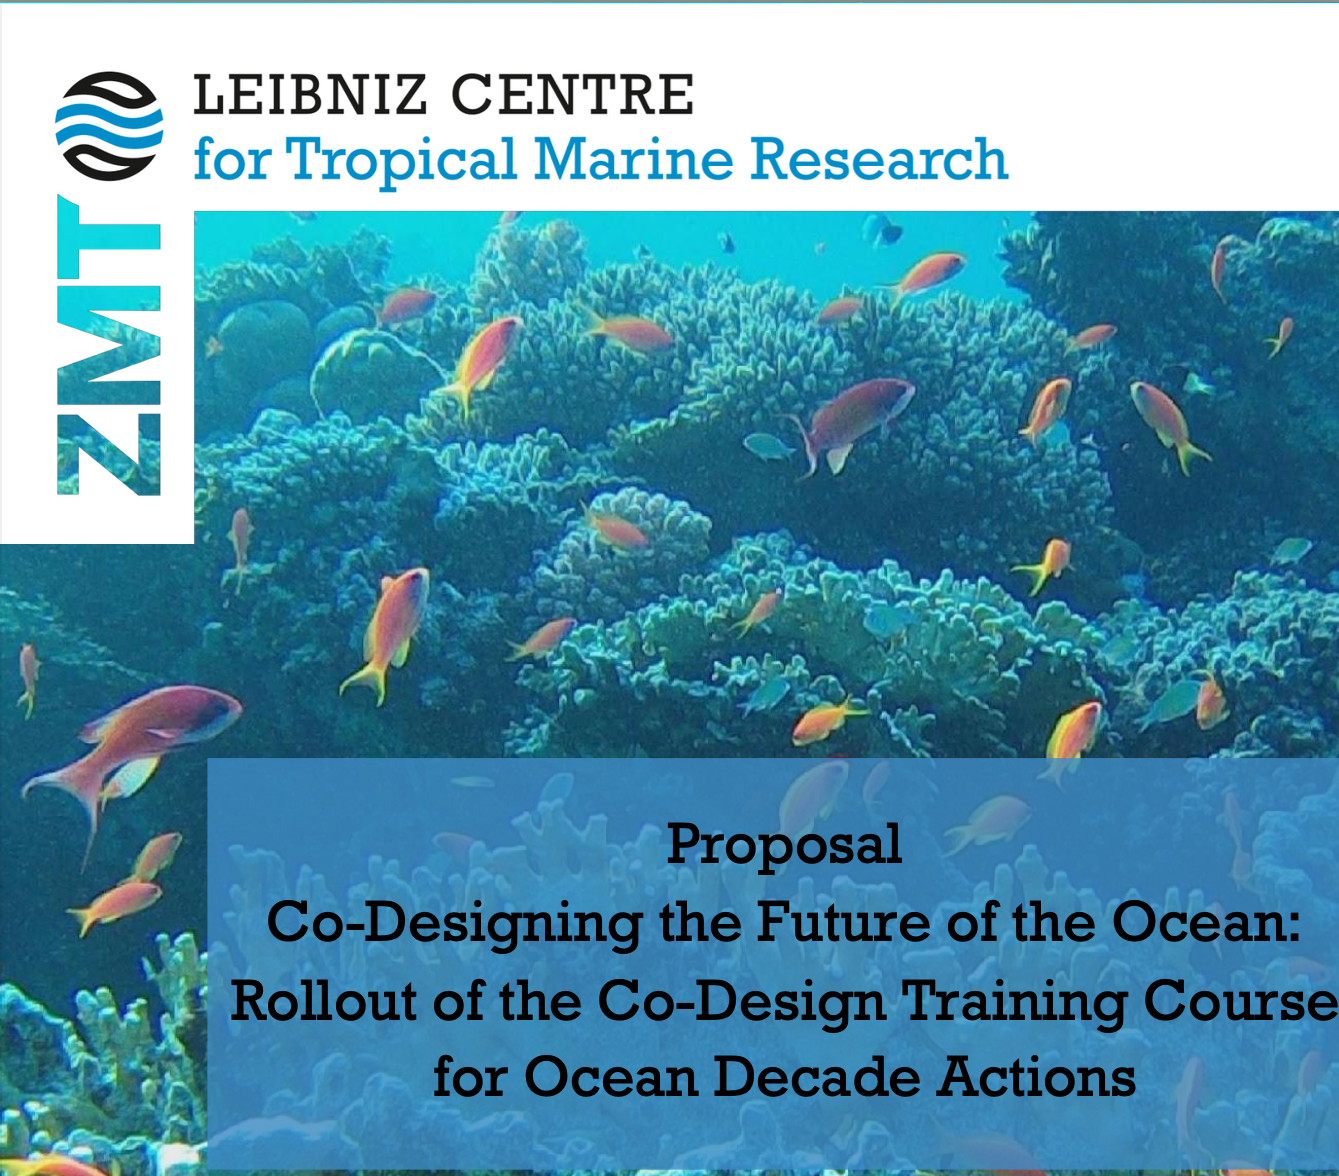 LEIBNIZ CENTRE
for Tropical Marine Research
ZMT
Proposal
Co-Designing the Future of the Ocean:
Rollout of the Co-Design Training Course
for Ocean Decade Actions